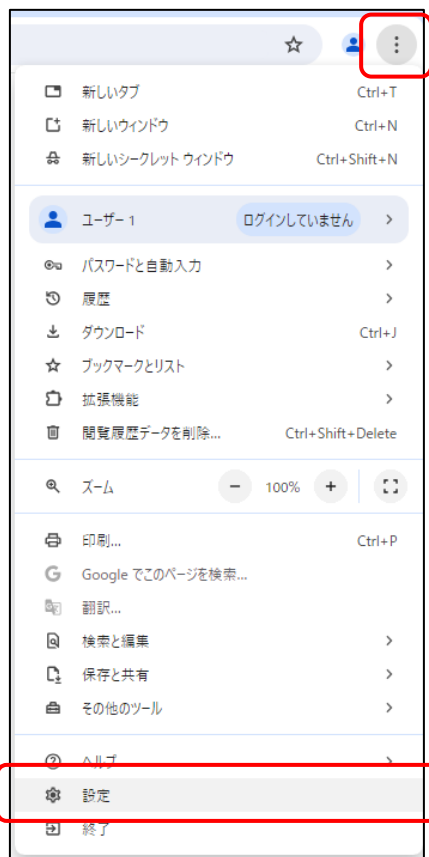 新しいタブ Ctrl+T
新しいウィンドウ Ctrl+N
新しいシークレット ウィンドウ Ctrl+Shift+N
ユーザー 1 ログインしていません
パスワードと自動入力
履歴
ダウンロード Ctrl+J
ブックマークとリスト
拡張機能
閲覧履歴データを削除... Ctrl+Shift+Delete
ズーム − 100% +
印刷... Ctrl+P
Google でこのページを検索...
翻訳...
検索と編集
保存と共有
その他のツール
ヘルプ
設定
終了